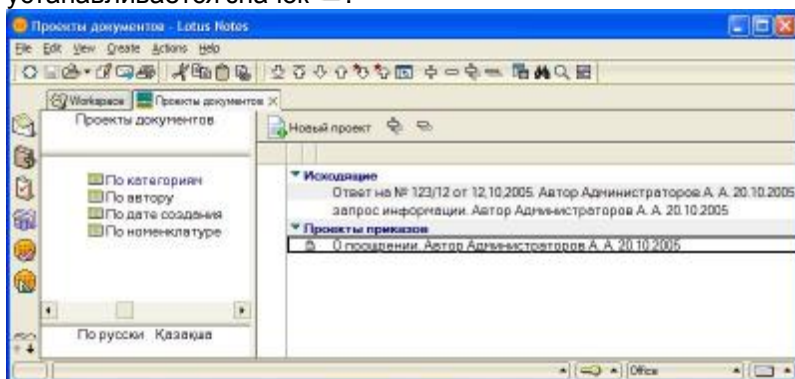 устанавливается значок
Проекты документов - Lotus Notes
File Edit View Create Actions Help
Workspace Проекты документов
Проекты документов
Новый проект
По категориям
По автору
По дате создания
По номенклатуре
Исходящие
Ответ на № 123/12 от 12.10.2005. Автор Администраторов А. А. 20.10.2005
запрос информации. Автор Администраторов А. А. 20.10.2005
Проекты приказов
О поощрении. Автор Администраторов А. А. 20.10.2005
По русски Қазақша
Office